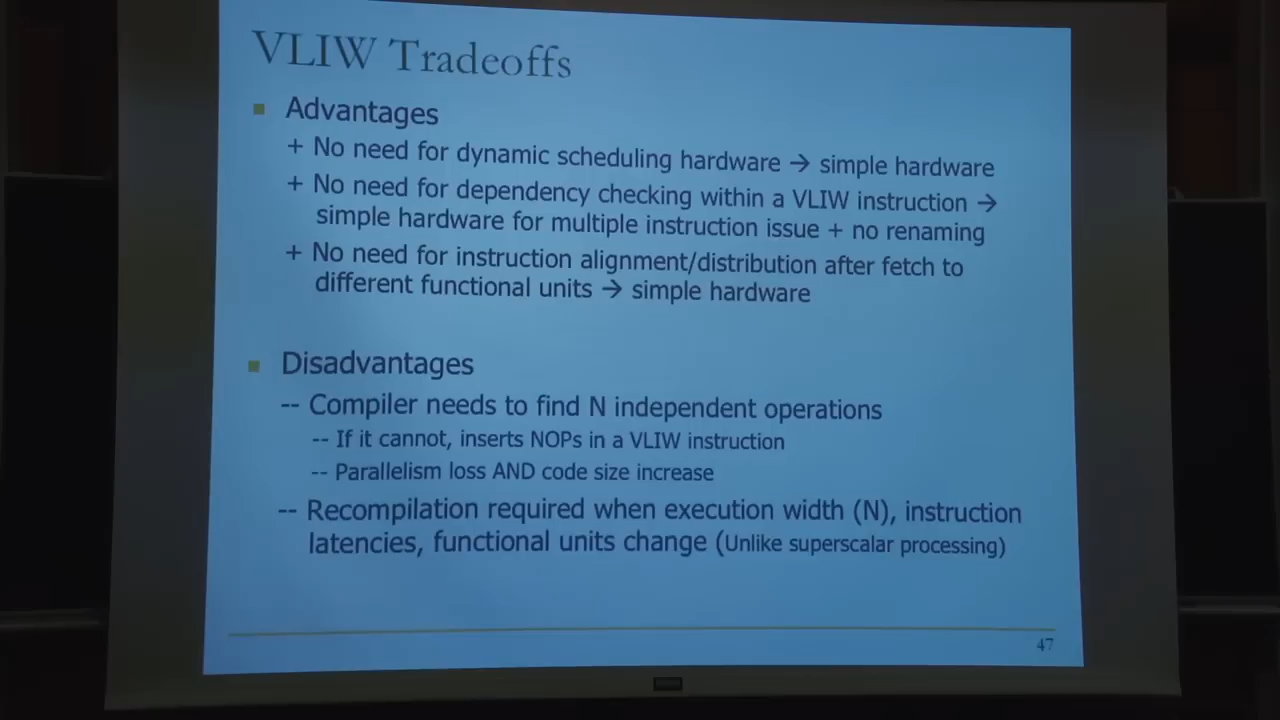 VLIW Tradeoffs
Advantages
+ No need for dynamic scheduling hardware → simple hardware
+ No need for dependency checking within a VLIW instruction →
simple hardware for multiple instruction issue + no renaming
+ No need for instruction alignment/distribution after fetch to
different functional units → simple hardware
Disadvantages
-- Compiler needs to find N independent operations
-- If it cannot, inserts NOPs in a VLIW instruction
-- Parallelism loss AND code size increase
-- Recompilation required when execution width (N), instruction
latencies, functional units change (Unlike superscalar processing)
47